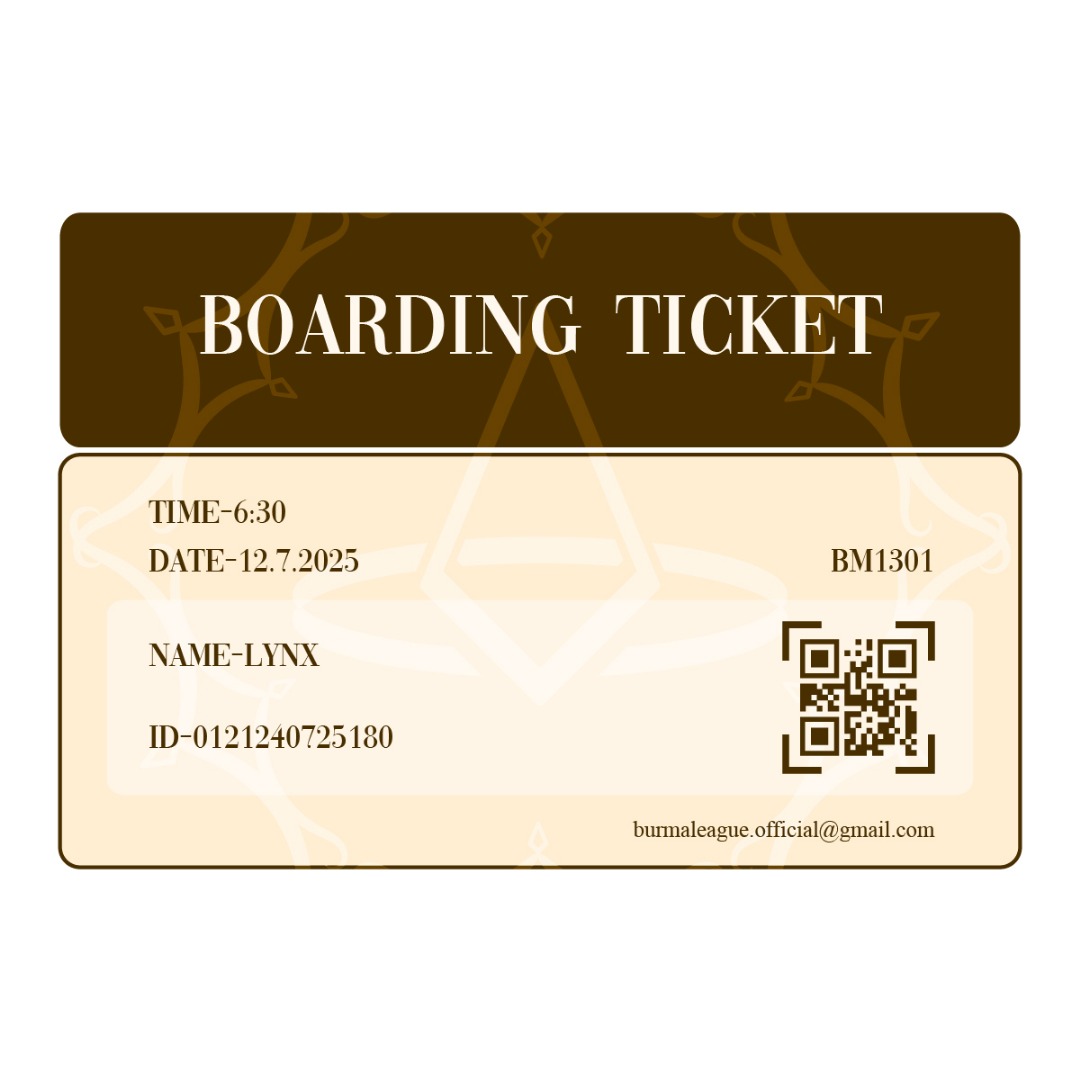 BOARDING TICKET
TIME-6:30
DATE-12.7.2025
BM1301
NAME-LYNX
ID-0121240725180
burmaleague.official@gmail.com